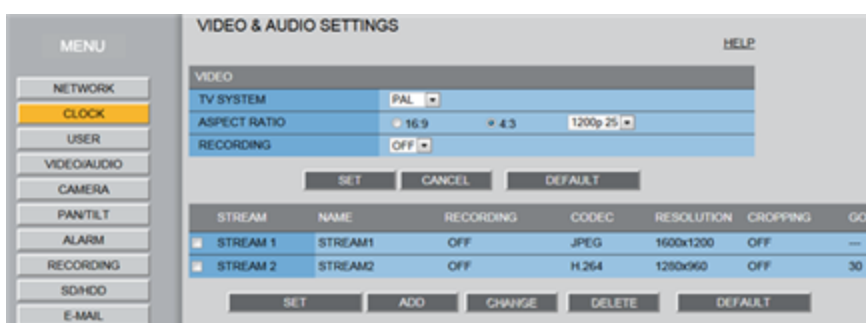 VIDEO & AUDIO SETTINGS
MENU
HELP
VIDEO
NETWORK
TV SYSTEM PAL
CLOCK
ASPECT RATIO 16:9 4:3 1200p 25
USER
RECORDING OFF
VIDEO/AUDIO
SET CANCEL DEFAULT
CAMERA
PAN/TILT
STREAM NAME RECORDING CODEC RESOLUTION CROPPING GO
ALARM
STREAM 1 STREAM1 OFF JPEG 1600x1200 OFF ---
RECORDING
STREAM 2 STREAM2 OFF H.264 1280x960 OFF 30
SD/HDD
SET ADD CHANGE DELETE DEFAULT
E-MAIL